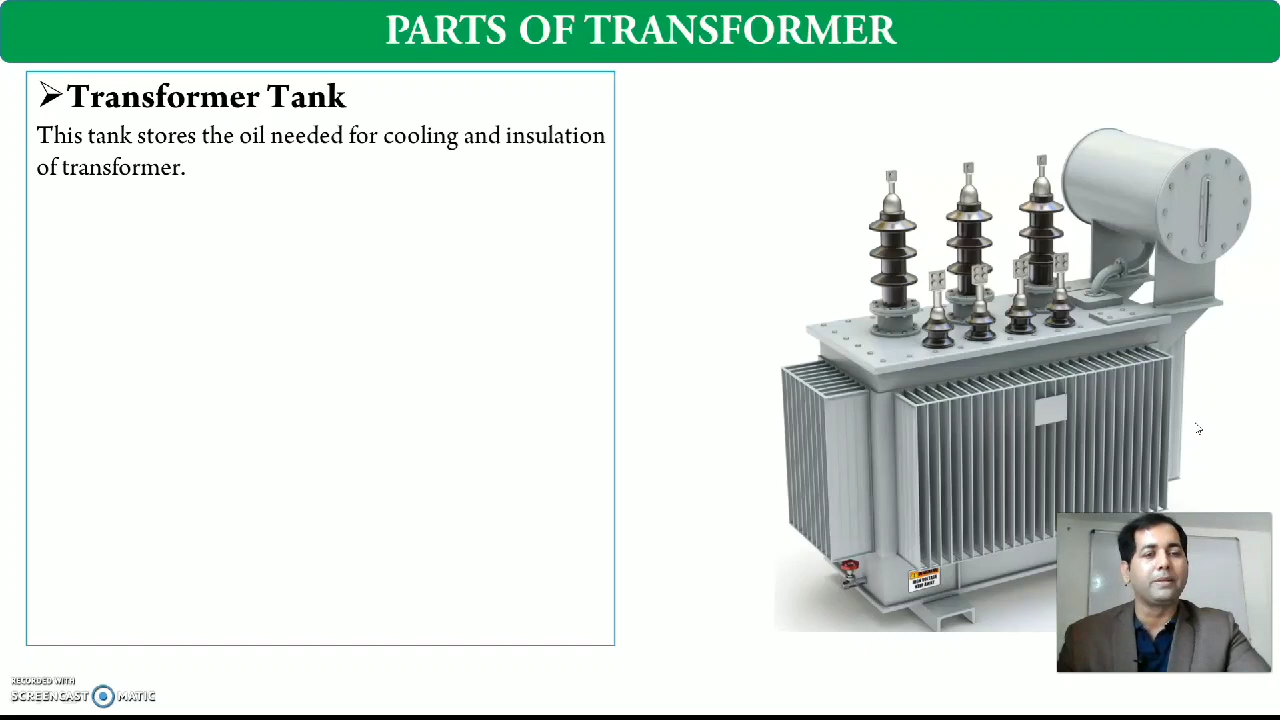 PARTS OF TRANSFORMER
➢Transformer Tank
This tank stores the oil needed for cooling and insulation
of transformer.
RECORDED WITH
SCREENCAST MATIC